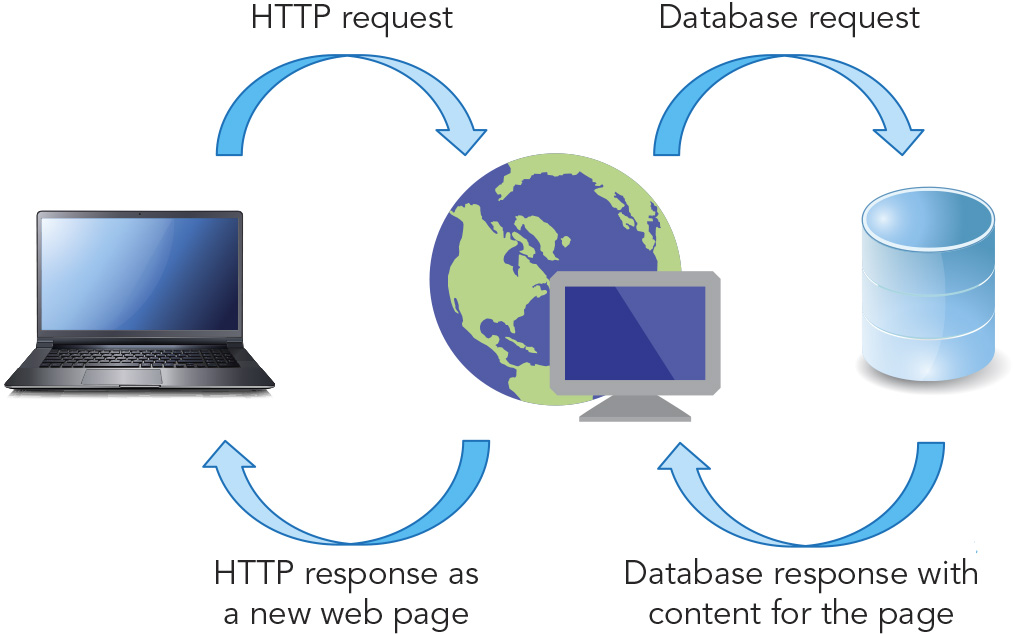 HTTP request
Database request
HTTP response as
a new web page
Database response with
content for the page